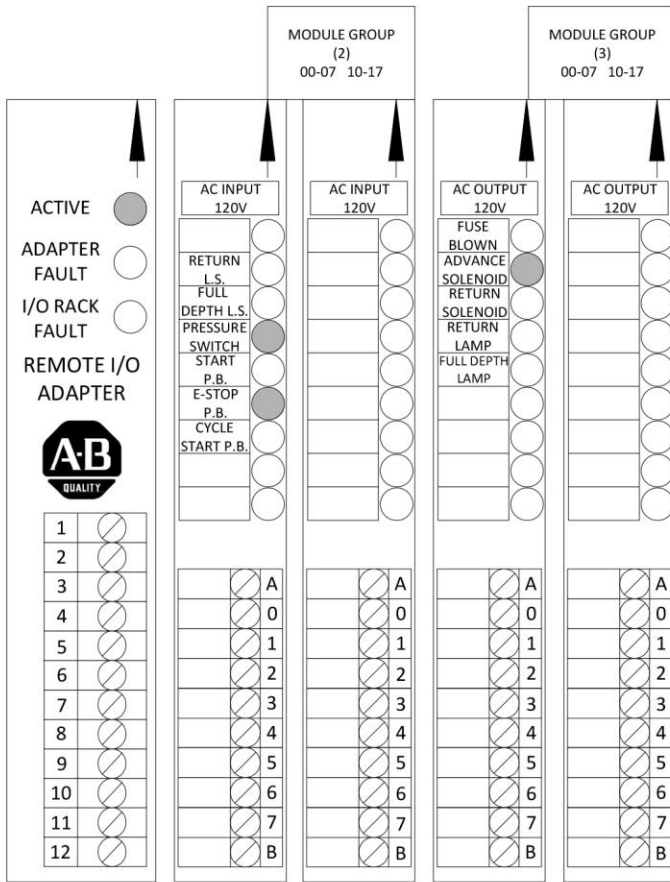 MODULE GROUP
(2)
00-07 10-17
MODULE GROUP
(3)
00-07 10-17
ACTIVE
ADAPTER
FAULT
I/O RACK
FAULT
REMOTE I/O
ADAPTER
A-B
QUALITY
1
2
3
4
5
6
7
8
9
10
11
12
AC INPUT
120V
RETURN
L.S.
FULL
DEPTH L.S.
PRESSURE
SWITCH
START
P.B.
E-STOP
P.B.
CYCLE
START P.B.
A
0
1
2
3
4
5
6
7
B
AC INPUT
120V
A
0
1
2
3
4
5
6
7
B
AC OUTPUT
120V
FUSE
BLOWN
ADVANCE
SOLENOID
RETURN
SOLENOID
RETURN
LAMP
FULL DEPTH
LAMP
A
0
1
2
3
4
5
6
7
B
AC OUTPUT
120V
A
0
1
2
3
4
5
6
7
B